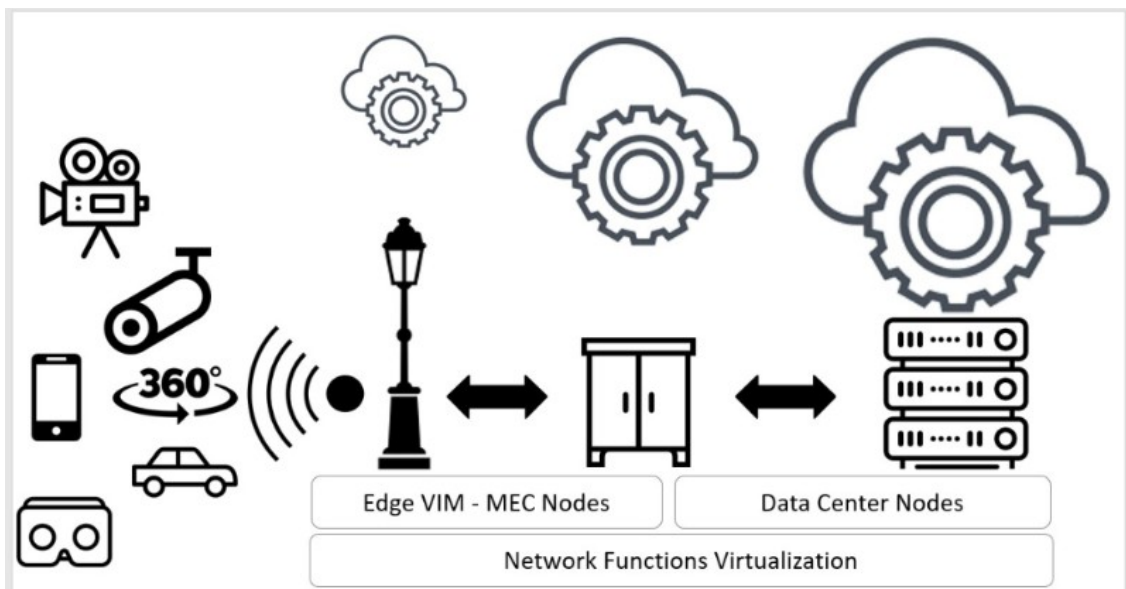 360°
Edge VIM - MEC Nodes
Data Center Nodes
Network Functions Virtualization